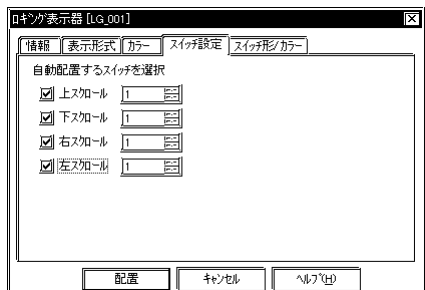 ロキング表示器 [LG_001]
情報 表示形式 カラー スイッチ設定 スイッチ形/カラー
自動配置するスイッチを選択
上スクロール 1
下スクロール 1
右スクロール 1
左スクロール 1
配置 キャンセル ヘルプ(H)